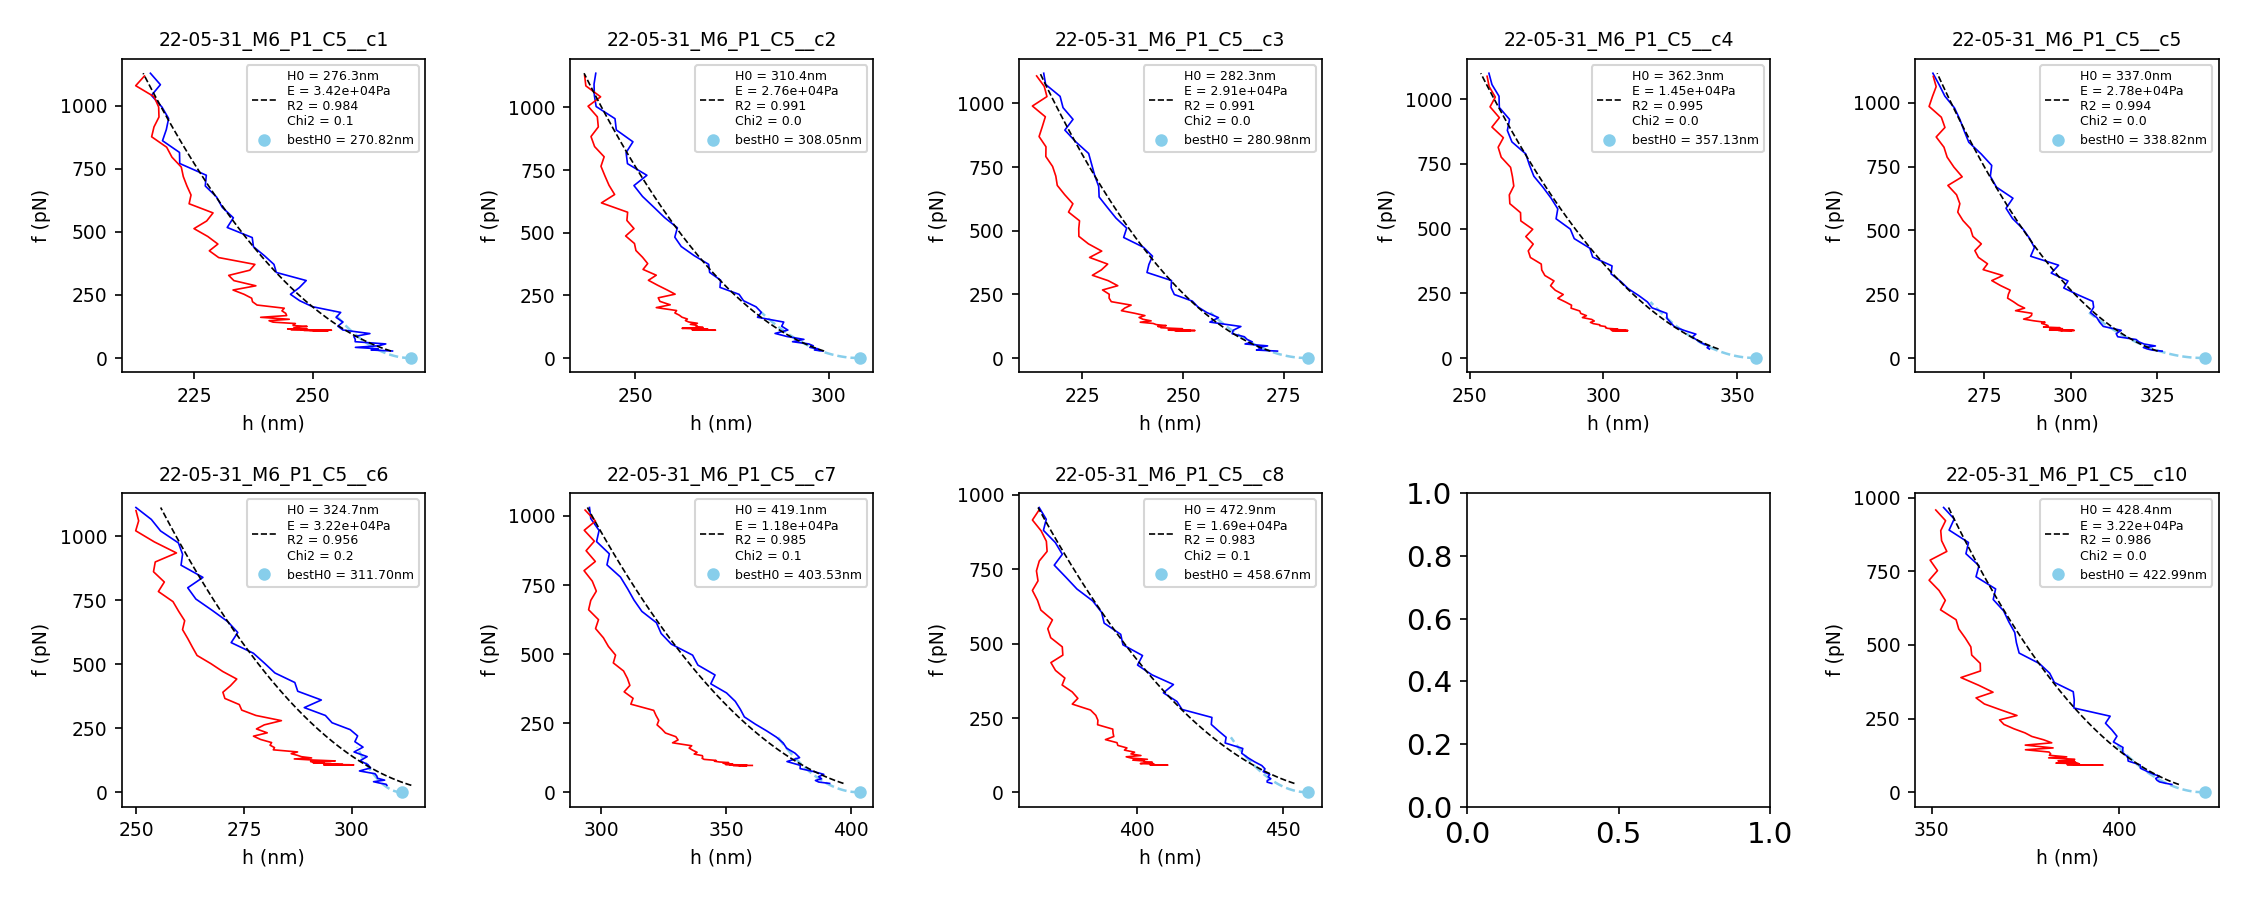 22-05-31_M6_P1_C5__c1
H0 = 276.3nm
E = 3.42e+04Pa
R2 = 0.984
Chi2 = 0.1
bestH0 = 270.82nm
f (pN)
1000
750
500
250
0
225 250
h (nm)
22-05-31_M6_P1_C5__c2
H0 = 310.4nm
E = 2.76e+04Pa
R2 = 0.991
Chi2 = 0.0
bestH0 = 308.05nm
f (pN)
1000
750
500
250
0
250 300
h (nm)
22-05-31_M6_P1_C5__c3
H0 = 282.3nm
E = 2.91e+04Pa
R2 = 0.991
Chi2 = 0.0
bestH0 = 280.98nm
f (pN)
1000
750
500
250
0
225 250 275
h (nm)
22-05-31_M6_P1_C5__c4
H0 = 362.3nm
E = 1.45e+04Pa
R2 = 0.995
Chi2 = 0.0
bestH0 = 357.13nm
f (pN)
1000
750
500
250
0
250 300 350
h (nm)
22-05-31_M6_P1_C5__c5
H0 = 337.0nm
E = 2.78e+04Pa
R2 = 0.994
Chi2 = 0.0
bestH0 = 338.82nm
f (pN)
1000
750
500
250
0
275 300 325
h (nm)
22-05-31_M6_P1_C5__c6
H0 = 324.7nm
E = 3.22e+04Pa
R2 = 0.956
Chi2 = 0.2
bestH0 = 311.70nm
f (pN)
1000
750
500
250
0
250 275 300
h (nm)
22-05-31_M6_P1_C5__c7
H0 = 419.1nm
E = 1.18e+04Pa
R2 = 0.985
Chi2 = 0.1
bestH0 = 403.53nm
f (pN)
1000
750
500
250
0
300 350 400
h (nm)
22-05-31_M6_P1_C5__c8
H0 = 472.9nm
E = 1.69e+04Pa
R2 = 0.983
Chi2 = 0.1
bestH0 = 458.67nm
f (pN)
1000
750
500
250
0
400 450
h (nm)
1.0
0.8
0.6
0.4
0.2
0.0
0.0 0.5 1.0
22-05-31_M6_P1_C5__c10
H0 = 428.4nm
E = 3.22e+04Pa
R2 = 0.986
Chi2 = 0.0
bestH0 = 422.99nm
f (pN)
1000
750
500
250
0
350 400
h (nm)